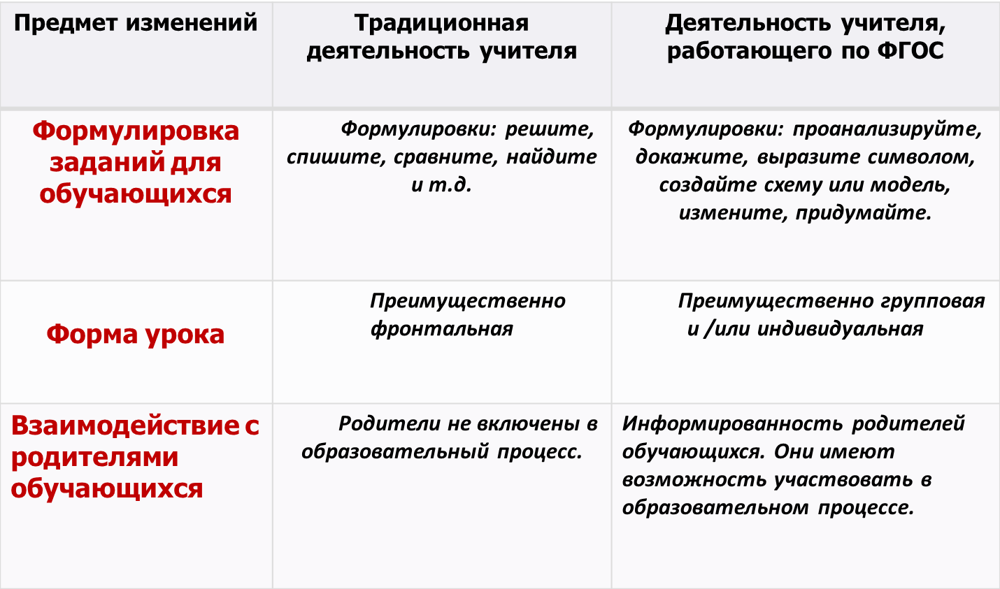 Предмет изменений
Традиционная
деятельность учителя
Деятельность учителя,
работающего по ФГОС
Формулировка
заданий для
обучающихся
Формулировки: решите,
спишите, сравните, найдите
и т.д.
Формулировки: проанализируйте,
докажите, выразите символом,
создайте схему или модель,
измените, придумайте.
Форма урока
Преимущественно
фронтальная
Преимущественно групповая
и /или индивидуальная
Взаимодействие с
родителями
обучающихся
Родители не включены в
образовательный процесс.
Информированность родителей
обучающихся. Они имеют
возможность участвовать в
образовательном процессе.